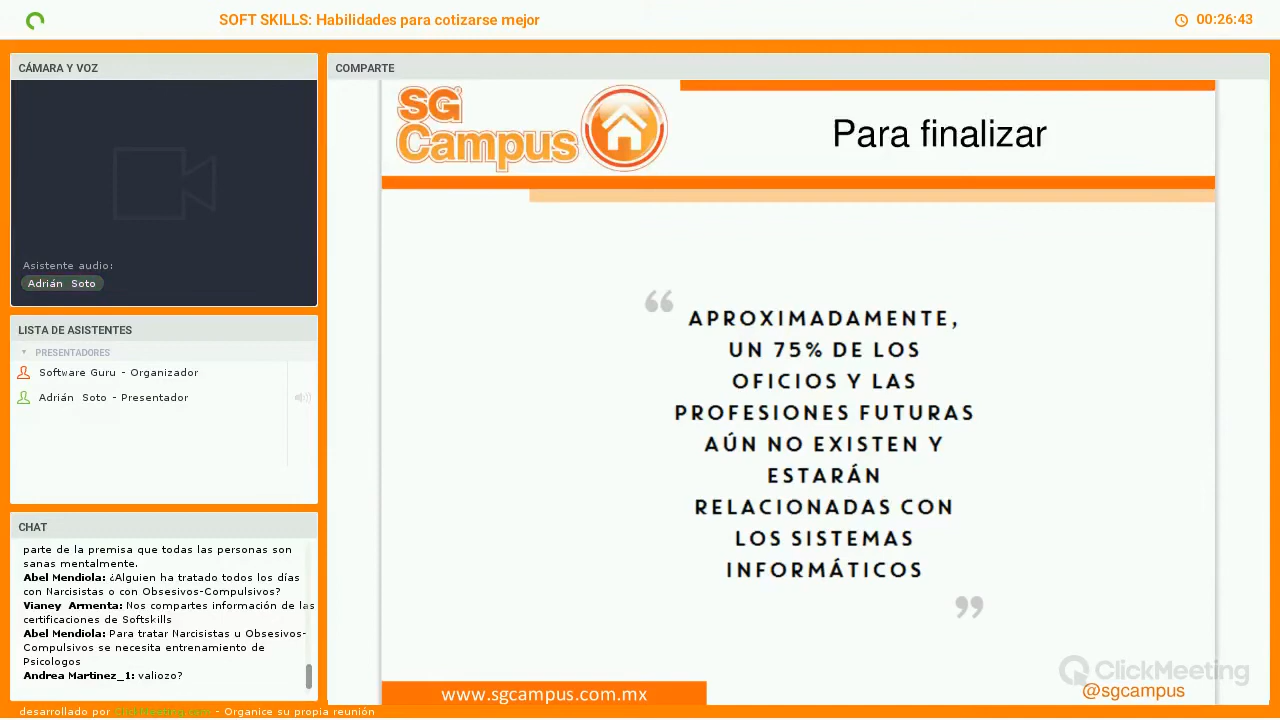 SOFT SKILLS: Habilidades para cotizarse mejor
00:26:43
CÁMARA Y VOZ
Asistente audio:
Adrián Soto
LISTA DE ASISTENTES
PRESENTADORES
Software Guru - Organizador
Adrián Soto - Presentador
CHAT
parte de la premisa que todas las personas son
sanas mentalmente.
Abel Mendiola: ¿Alguien ha tratado todos los días
con Narcisistas o con Obsesivos-Compulsivos?
Vianey Armenta: Nos compartes información de las
certificaciones de Softskills
Abel Mendiola: Para tratar Narcisistas u Obsesivos-
Compulsivos se necesita entrenamiento de
Psicologos
Andrea Martinez_1: valiozo?
desarrollado por ClickMeeting.com - Organice su propia reunión
COMPARTE
SG
Campus
Para finalizar
“ APROXIMADAMENTE,
UN 75% DE LOS
OFICIOS Y LAS
PROFESIONES FUTURAS
AÚN NO EXISTEN Y
ESTARÁN
RELACIONADAS CON
LOS SISTEMAS
INFORMÁTICOS
”
ClickMeeting
www.sgcampus.com.mx
@sgcampus